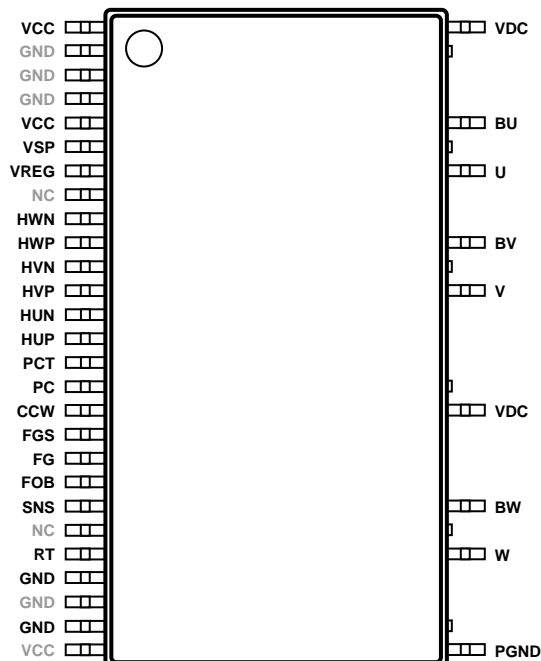 VCC
GND
GND
GND
VCC
VSP
VREG
NC
HWN
HWP
HVN
HVP
HUN
HUP
PCT
PC
CCW
FGS
FG
FOB
SNS
NC
RT
GND
GND
GND
VCC
VDC
BU
U
BV
V
VDC
BW
W
PGND